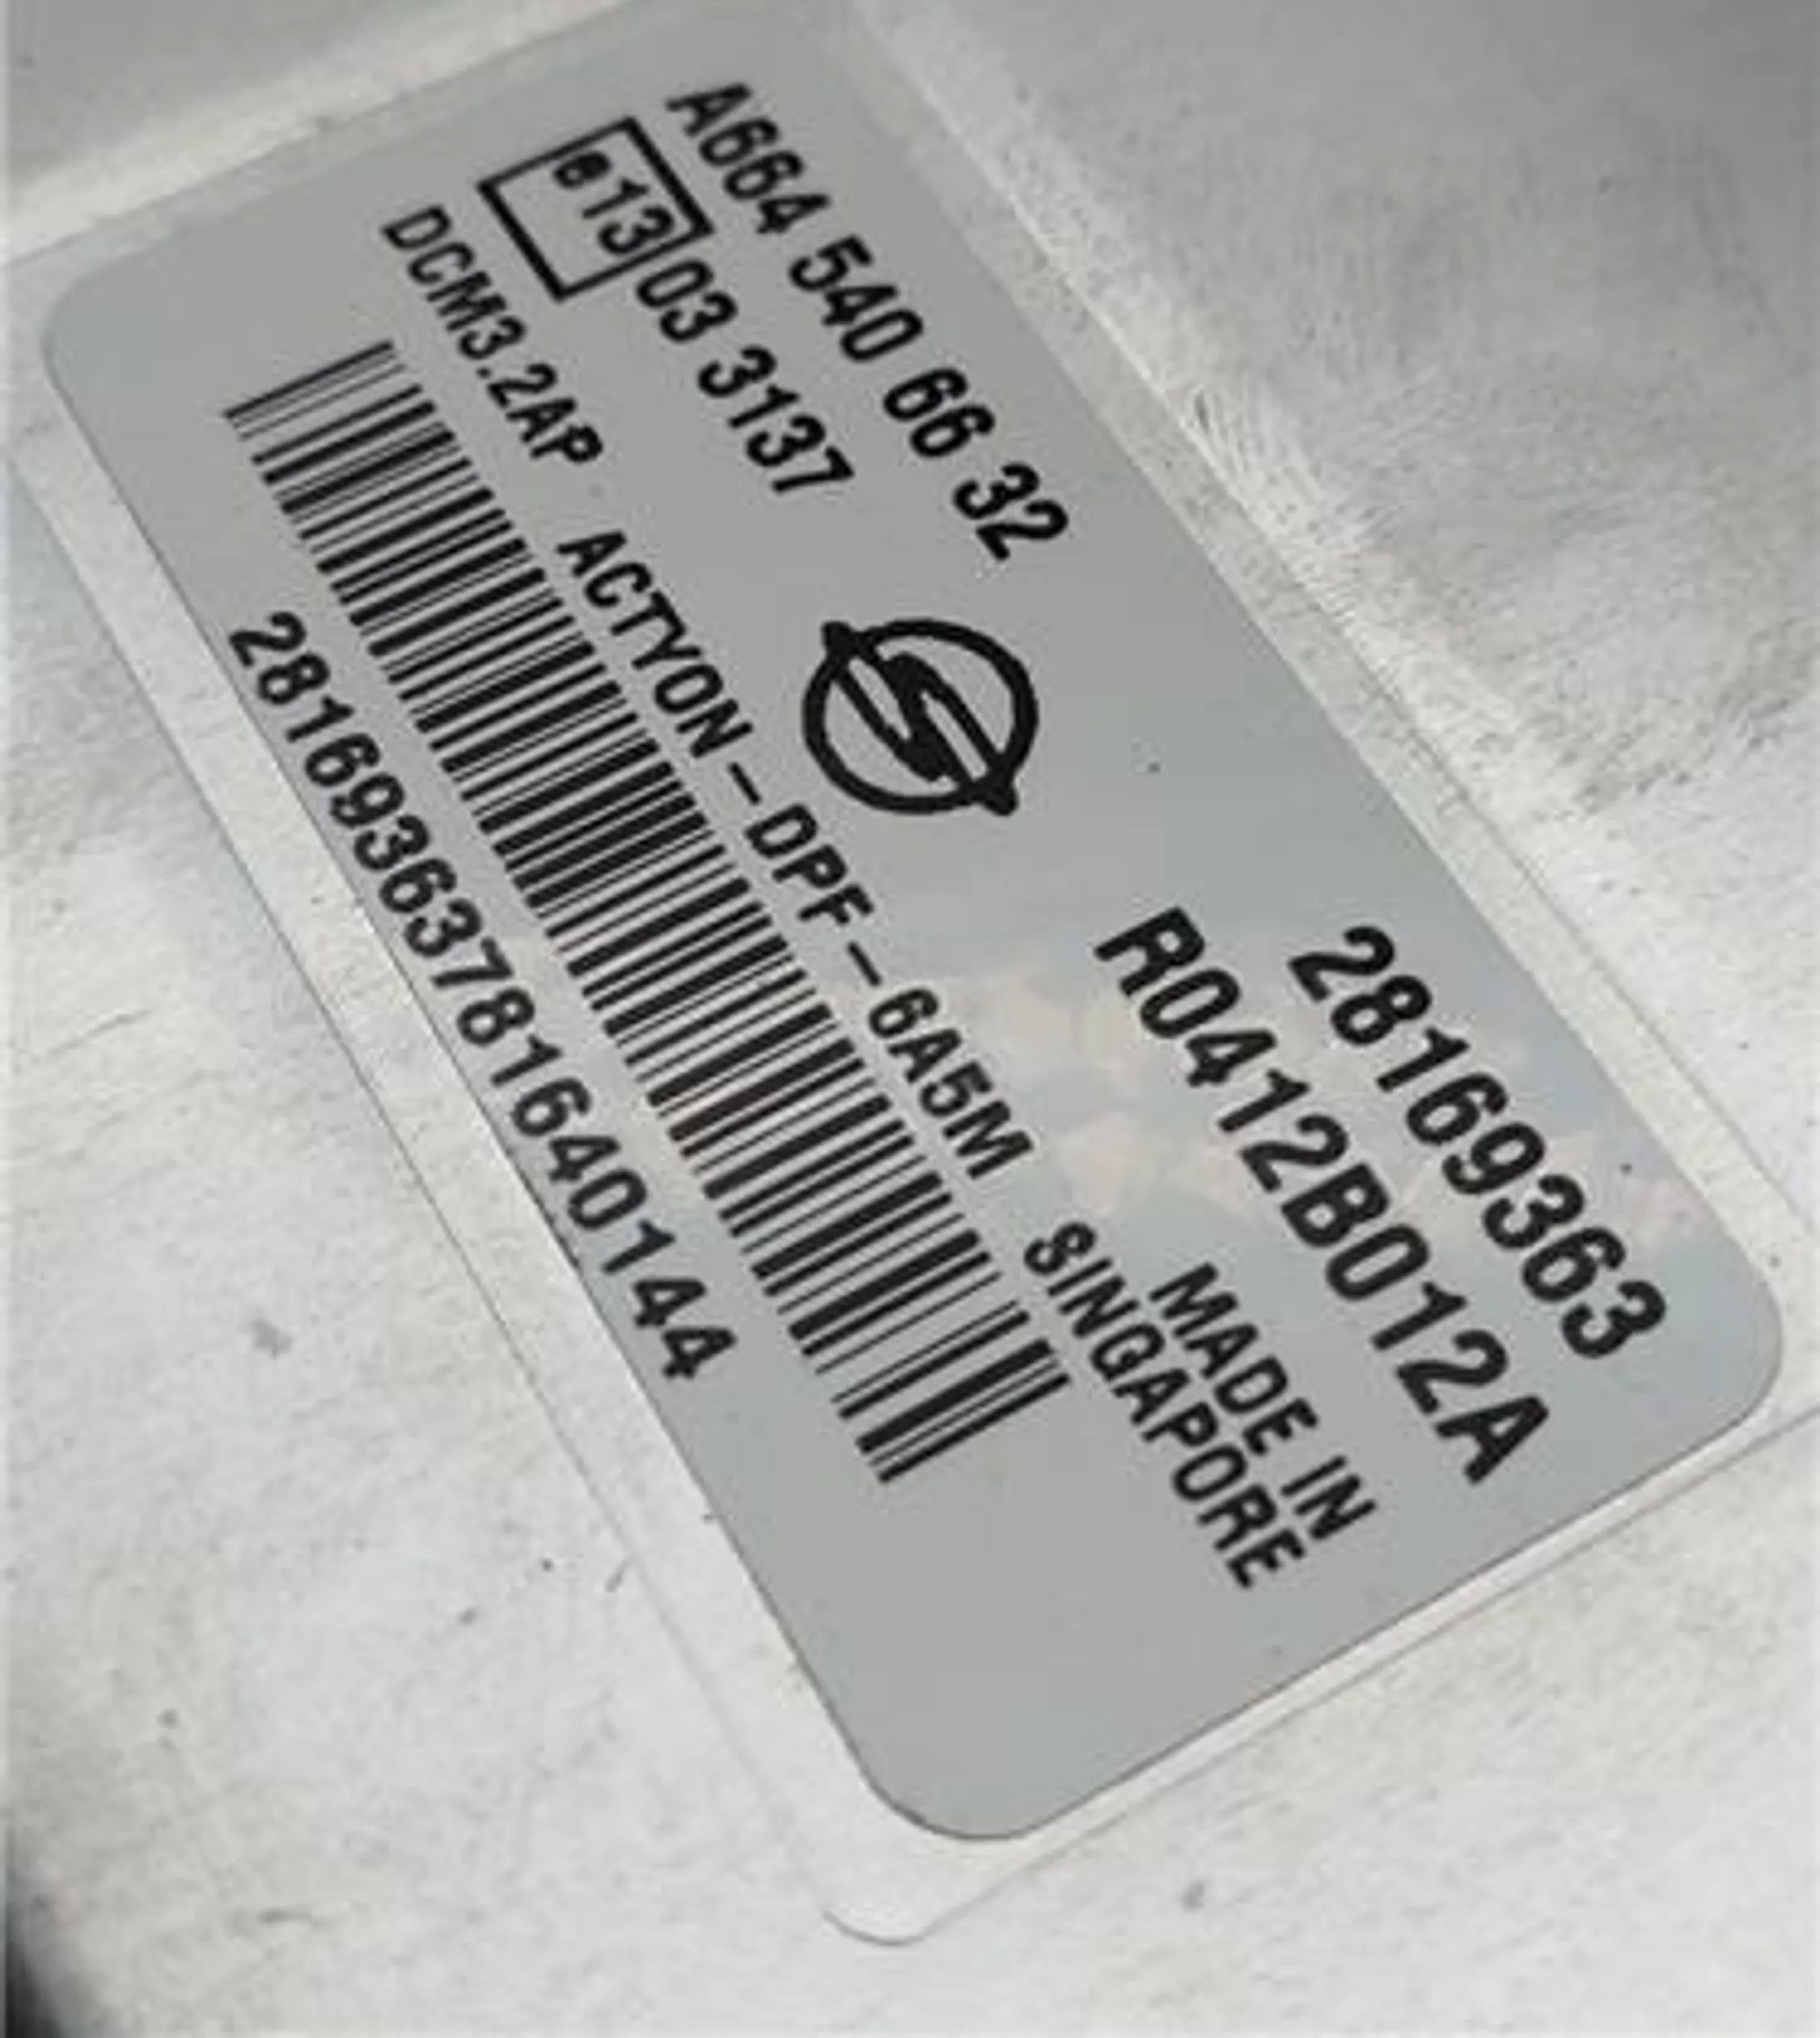 A664 540 66 32
28169363
e13 03 3137
R0412B012A
DCM3.2AP ACTYON-DPF-6A5M
MADE IN
SINGAPORE
28169363781640144